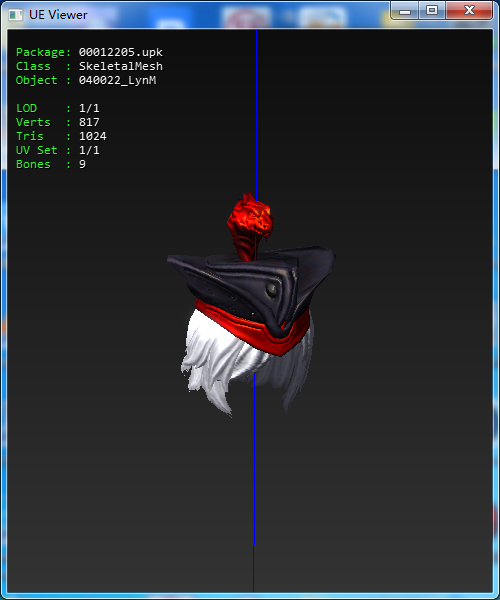 UE Viewer
Package: 00012205.upk
Class : SkeletalMesh
Object : 040022_LynM
LOD : 1/1
Verts : 817
Tris : 1024
UV Set : 1/1
Bones : 9